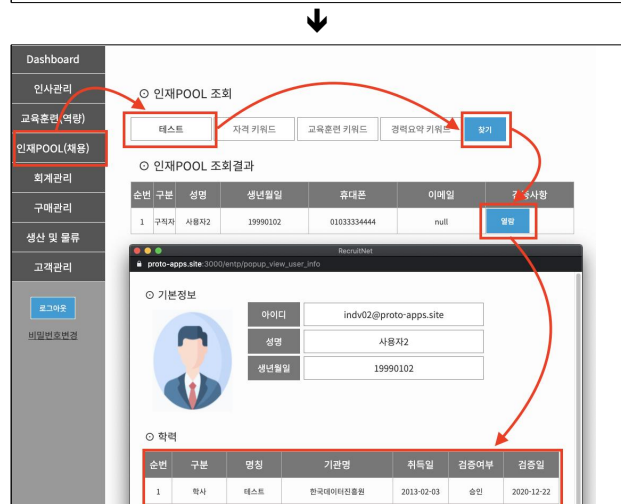 Dashboard
인사관리
교육훈련(역량)
인재POOL(채용)
회계관리
구매관리
생산 및 물류
고객관리
로그아웃
비밀번호변경
인재POOL 조회
테스트 자격 키워드 교육훈련 키워드 경력요약 키워드 찾기
인재POOL 조회결과
순번 구분 성명 생년월일 휴대폰 이메일
1 구직자 사용자2 19990102 01033334444 null 열람
RecruitNet
proto-apps.site:3000/entp/popup_view_user_info
기본정보
아이디 indv02@proto-apps.site
성명 사용자2
생년월일 19990102
학력
순번 구분 명칭 기관명 취득일 검증여부 검증일
1 학사 테스트 한국데이터진흥원 2013-02-03 승인 2020-12-22